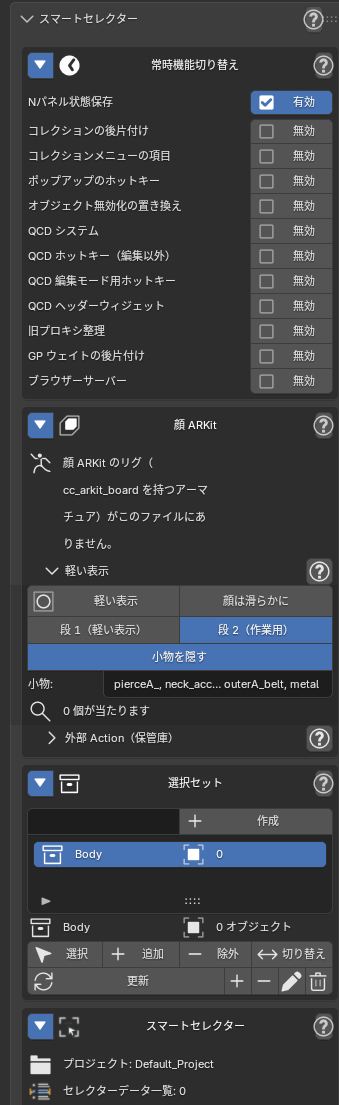 スマートセレクター
常時機能切り替え
Nパネル状態保存 有効
コレクションの後片付け 無効
コレクションメニューの項目 無効
ポップアップのホットキー 無効
オブジェクト無効化の置き換え 無効
QCD システム 無効
QCD ホットキー（編集以外） 無効
QCD 編集モード用ホットキー 無効
QCD ヘッダーウィジェット 無効
旧プロキシ整理 無効
GP ウェイトの後片付け 無効
ブラウザーサーバー 無効
顔 ARKit
顔 ARKit のリグ（
cc_arkit_board を持つアーマ
チュア）がこのファイルにあ
りません。
軽い表示
軽い表示 顔は滑らかに
段 1（軽い表示） 段 2（作業用）
小物を隠す
小物: pierceA_, neck_acc... outerA_belt, metal
0 個が当たります
外部 Action（保管庫）
選択セット
作成
Body 0
Body 0 オブジェクト
選択 追加 除外 切り替え
更新
スマートセレクター
プロジェクト: Default_Project
セレクターデータ一覧: 0